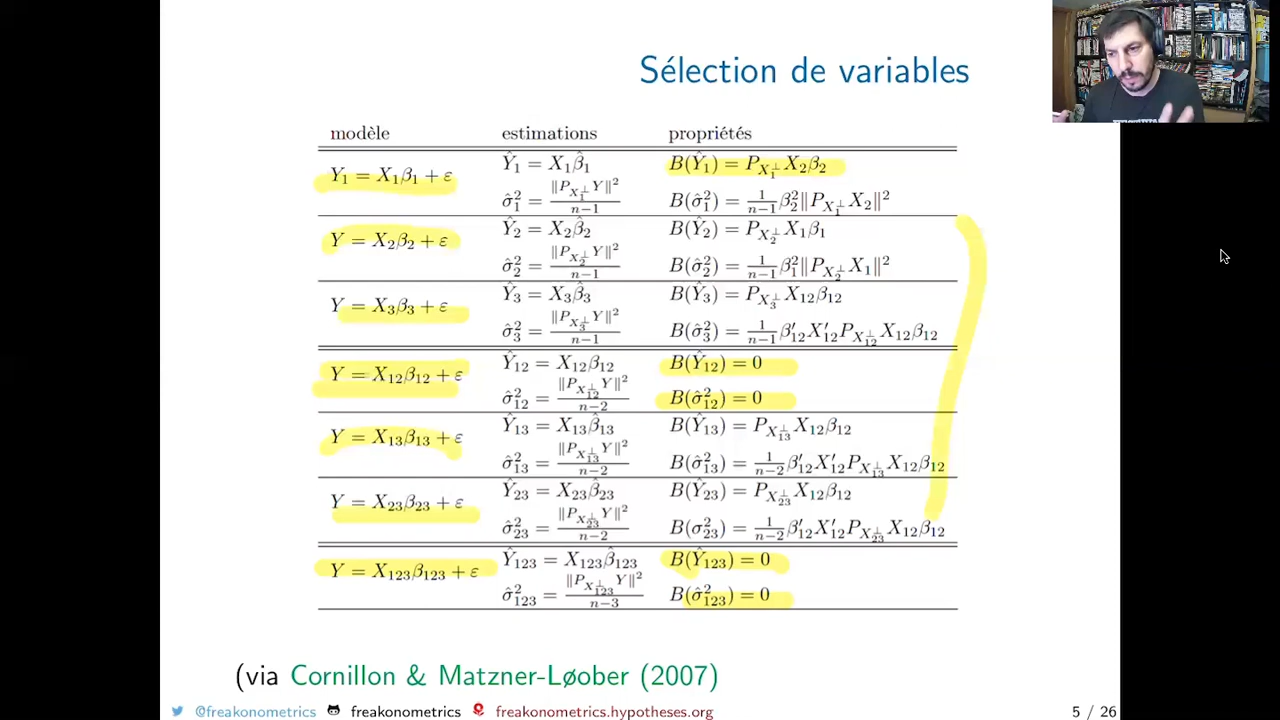 Sélection de variables
modèle estimations propriétés
Y₁ = X₁β₁ + ε Ŷ₁ = X₁β̂₁ B(Ŷ₁) = P_{X₁^⊥} X₂β₂
σ̂₁² = ‖P_{X₁^⊥} Y‖² / n−1 B(σ̂₁²) = 1/n−1 β₂²‖P_{X₁^⊥} X₂‖²
Y = X₂β₂ + ε Ŷ₂ = X₂β̂₂ B(Ŷ₂) = P_{X₂^⊥} X₁β₁
σ̂₂² = ‖P_{X₂^⊥} Y‖² / n−1 B(σ̂₂²) = 1/n−1 β₁²‖P_{X₂^⊥} X₁‖²
Y = X₃β₃ + ε Ŷ₃ = X₃β̂₃ B(Ŷ₃) = P_{X₃^⊥} X₁₂β₁₂
σ̂₃² = ‖P_{X₃^⊥} Y‖² / n−1 B(σ̂₃²) = 1/n−1 β′₁₂X′₁₂P_{X₁₂^⊥} X₁₂β₁₂
Y = X₁₂β₁₂ + ε Ŷ₁₂ = X₁₂β̂₁₂ B(Ŷ₁₂) = 0
σ̂₁₂² = ‖P_{X₁₂^⊥} Y‖² / n−2 B(σ̂₁₂²) = 0
Y = X₁₃β₁₃ + ε Ŷ₁₃ = X₁₃β̂₁₃ B(Ŷ₁₃) = P_{X₁₃^⊥} X₁₂β₁₂
σ̂₁₃² = ‖P_{X₁₃^⊥} Y‖² / n−2 B(σ̂₁₃²) = 1/n−2 β′₁₂X′₁₂P_{X₁₃^⊥} X₁₂β₁₂
Y = X₂₃β₂₃ + ε Ŷ₂₃ = X₂₃β̂₂₃ B(Ŷ₂₃) = P_{X₂₃^⊥} X₁₂β₁₂
σ̂₂₃² = ‖P_{X₂₃^⊥} Y‖² / n−2 B(σ₂₃²) = 1/n−2 β′₁₂X′₁₂P_{X₂₃^⊥} X₁₂β₁₂
Y = X₁₂₃β₁₂₃ + ε Ŷ₁₂₃ = X₁₂₃β̂₁₂₃ B(Ŷ₁₂₃) = 0
σ̂₁₂₃² = ‖P_{X₁₂₃^⊥} Y‖² / n−3 B(σ̂₁₂₃²) = 0
(via Cornillon & Matzner-Løober (2007)
@freakonometrics freakonometrics freakonometrics.hypotheses.org 5 / 26